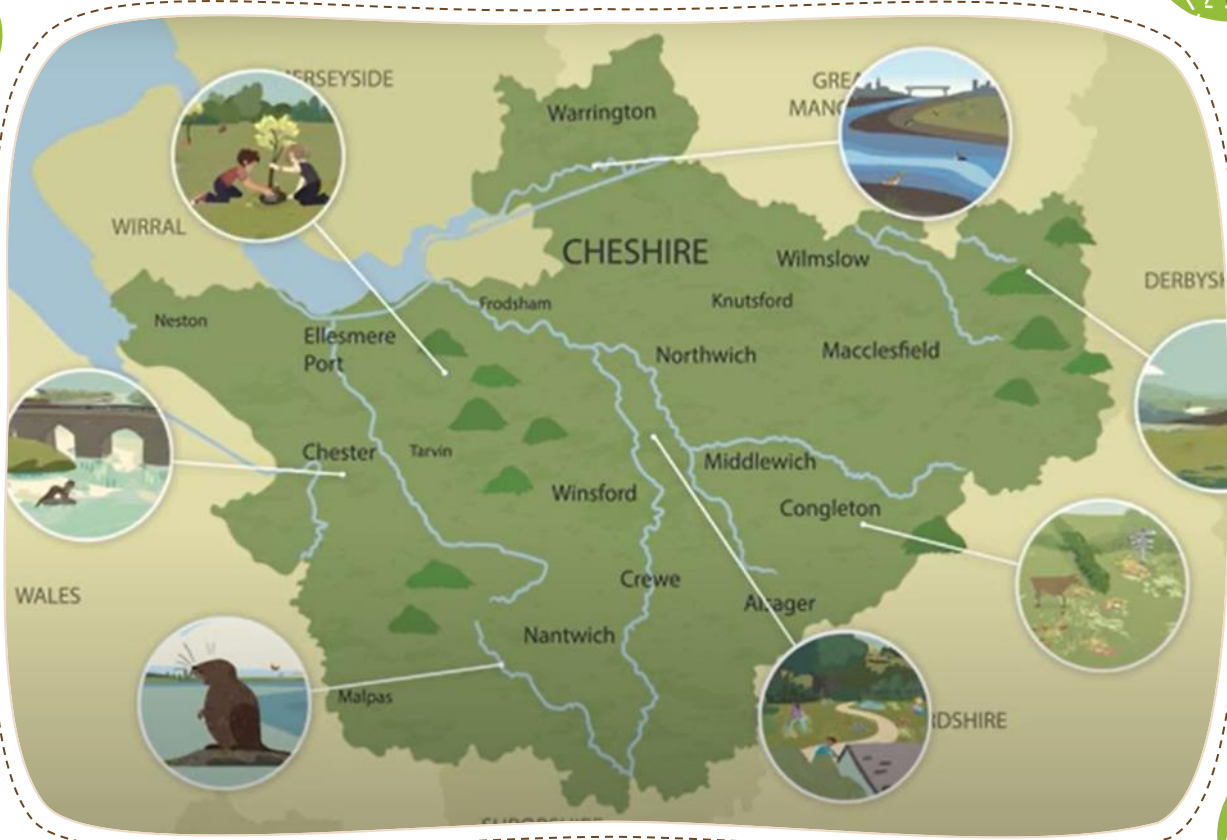 ERSEYSIDE
GREA
MANC
Warrington
WIRRAL
CHESHIRE
Wilmslow
DERBYSH
Knutsford
Frodsham
Neston
Ellesmere
Port
Northwich
Macclesfield
Chester
Tarvin
Middlewich
Winsford
Congleton
Crewe
WALES
Alsager
Nantwich
Malpas
RDSHIRE